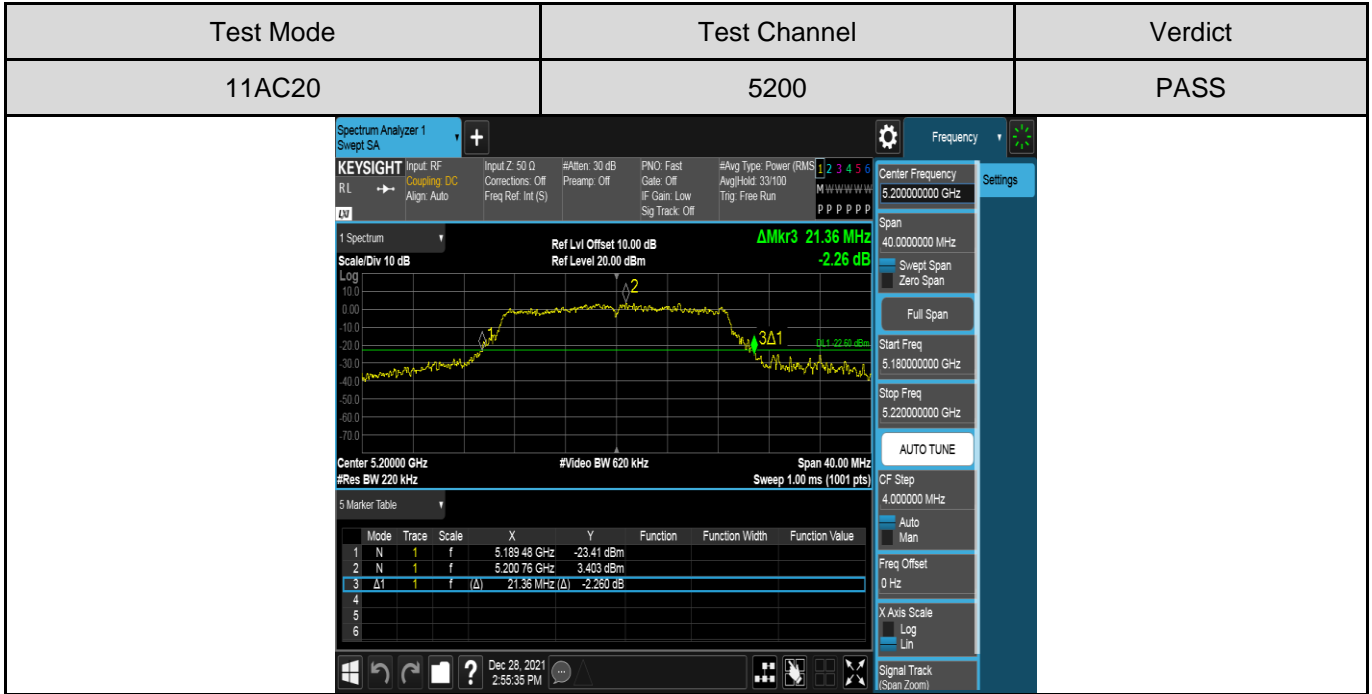 Test Mode Test Channel Verdict
11AC20 5200 PASS
Spectrum Analyzer 1
Swept SA
+
Frequency
KEYSIGHT
RL
LXI
Input: RF
Coupling: DC
Align: Auto
Input Z: 50 Ω
Corrections: Off
Freq Ref: Int (S)
#Atten: 30 dB
Preamp: Off
PNO: Fast
Gate: Off
IF Gain: Low
Sig Track: Off
#Avg Type: Power (RMS
Avg|Hold: 33/100
Trig: Free Run
1 2 3 4 5 6
M W W W W W
P P P P P P
Settings
1 Spectrum
Scale/Div 10 dB
Ref Lvl Offset 10.00 dB
Ref Level 20.00 dBm
ΔMkr3 21.36 MHz
-2.26 dB
Log
10.0
0.00
-10.0
-20.0
-30.0
-40.0
-50.0
-60.0
-70.0
1
2
3Δ1
DL1 -22.60 dBm
Center 5.20000 GHz
#Video BW 620 kHz
Span 40.00 MHz
#Res BW 220 kHz
Sweep 1.00 ms (1001 pts)
5 Marker Table
Mode Trace Scale X Y Function Function Width Function Value
1 N 1 f 5.189 48 GHz -23.41 dBm
2 N 1 f 5.200 76 GHz 3.403 dBm
3 Δ1 1 f (Δ) 21.36 MHz (Δ) -2.260 dB
4
5
6
?
Dec 28, 2021
2:55:35 PM
Center Frequency
5.200000000 GHz
Span
40.0000000 MHz
Swept Span
Zero Span
Full Span
Start Freq
5.180000000 GHz
Stop Freq
5.220000000 GHz
AUTO TUNE
CF Step
4.000000 MHz
Auto
Man
Freq Offset
0 Hz
X Axis Scale
Log
Lin
Signal Track
(Span Zoom)